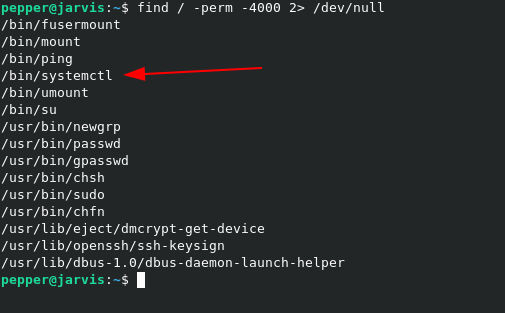 pepper@jarvis:~$ find / -perm -4000 2> /dev/null
/bin/fusermount
/bin/mount
/bin/ping
/bin/systemctl
/bin/umount
/bin/su
/usr/bin/newgrp
/usr/bin/passwd
/usr/bin/gpasswd
/usr/bin/chsh
/usr/bin/sudo
/usr/bin/chfn
/usr/lib/eject/dmcrypt-get-device
/usr/lib/openssh/ssh-keysign
/usr/lib/dbus-1.0/dbus-daemon-launch-helper
pepper@jarvis:~$